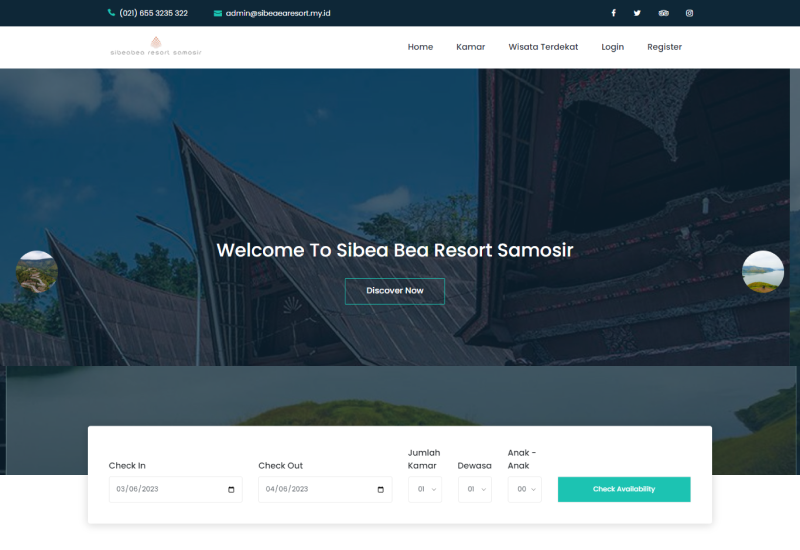 (021) 655 3235 322
admin@sibeaearesort.my.id
sibeabea resort samosir
Home
Kamar
Wisata Terdekat
Login
Register
Welcome To Sibea Bea Resort Samosir
Discover Now
Check In
03/06/2023
Check Out
04/06/2023
Jumlah
Kamar
01
Dewasa
01
Anak -
Anak
00
Check Availability